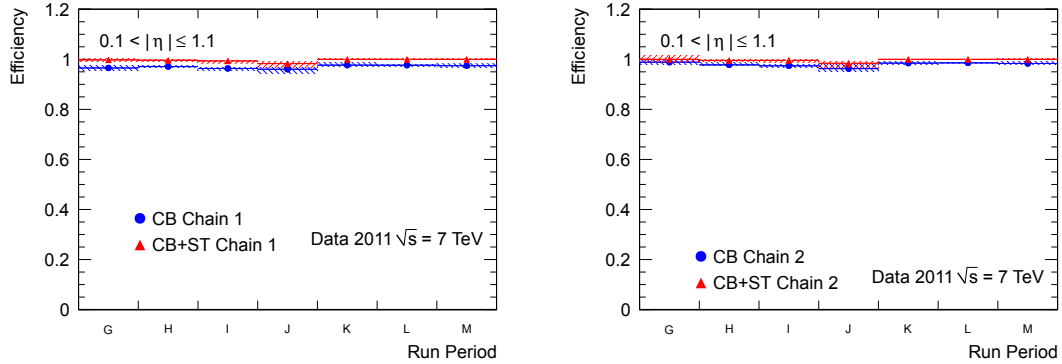 Efficiency
1.2
1
0.8
0.6
0.4
0.2
0
0.1 < |η| ≤ 1.1
CB Chain 1
CB+ST Chain 1
Data 2011 √s = 7 TeV
G H I J K L M
Run Period
Efficiency
1.2
1
0.8
0.6
0.4
0.2
0
0.1 < |η| ≤ 1.1
CB Chain 2
CB+ST Chain 2
Data 2011 √s = 7 TeV
G H I J K L M
Run Period